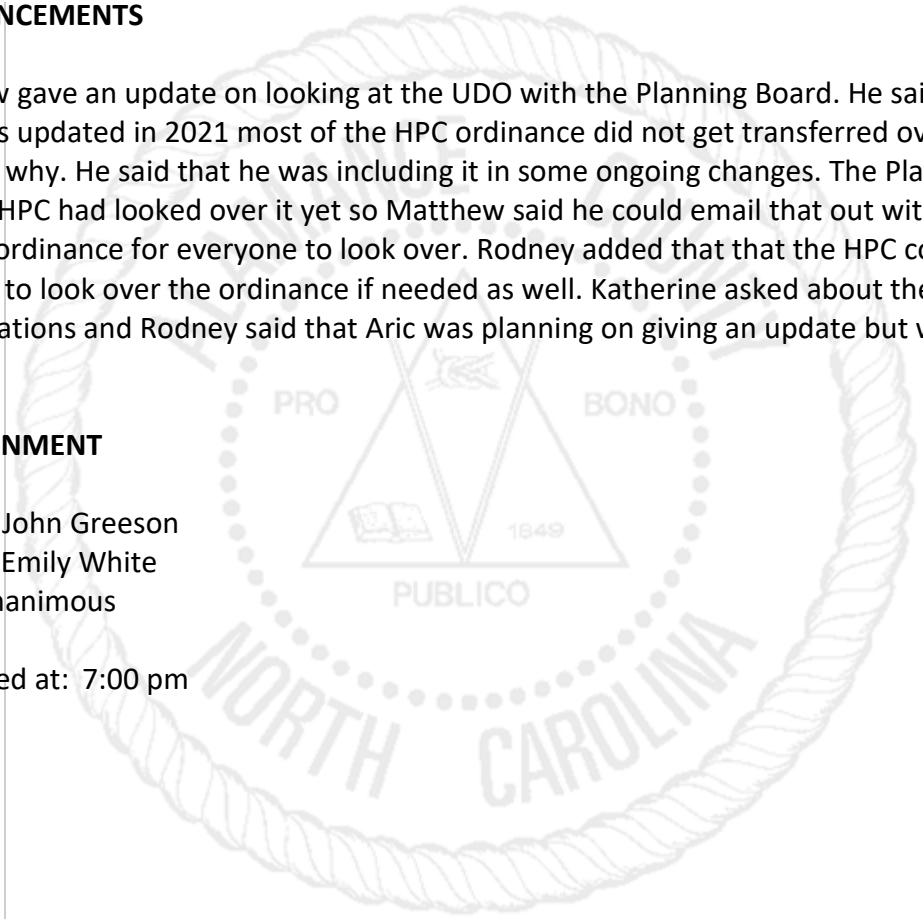 NCEMENTS
gave an update on looking at the UDO with the Planning Board. He sai
s updated in 2021 most of the HPC ordinance did not get transferred ov
why. He said that he was including it in some ongoing changes. The Pla
HPC had looked over it yet so Matthew said he could email that out wit
ordinance for everyone to look over. Rodney added that that the HPC co
to look over the ordinance if needed as well. Katherine asked about the
ations and Rodney said that Aric was planning on giving an update but
NMENT
John Greeson
Emily White
nanimous
ed at: 7:00 pm
ALAMANCE COUNTY
PRO BONO
1849
PUBLICO
NORTH CAROLINA